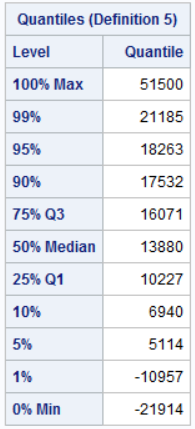 Quantiles (Definition 5)
Level Quantile
100% Max 51500
99% 21185
95% 18263
90% 17532
75% Q3 16071
50% Median 13880
25% Q1 10227
10% 6940
5% 5114
1% -10957
0% Min -21914